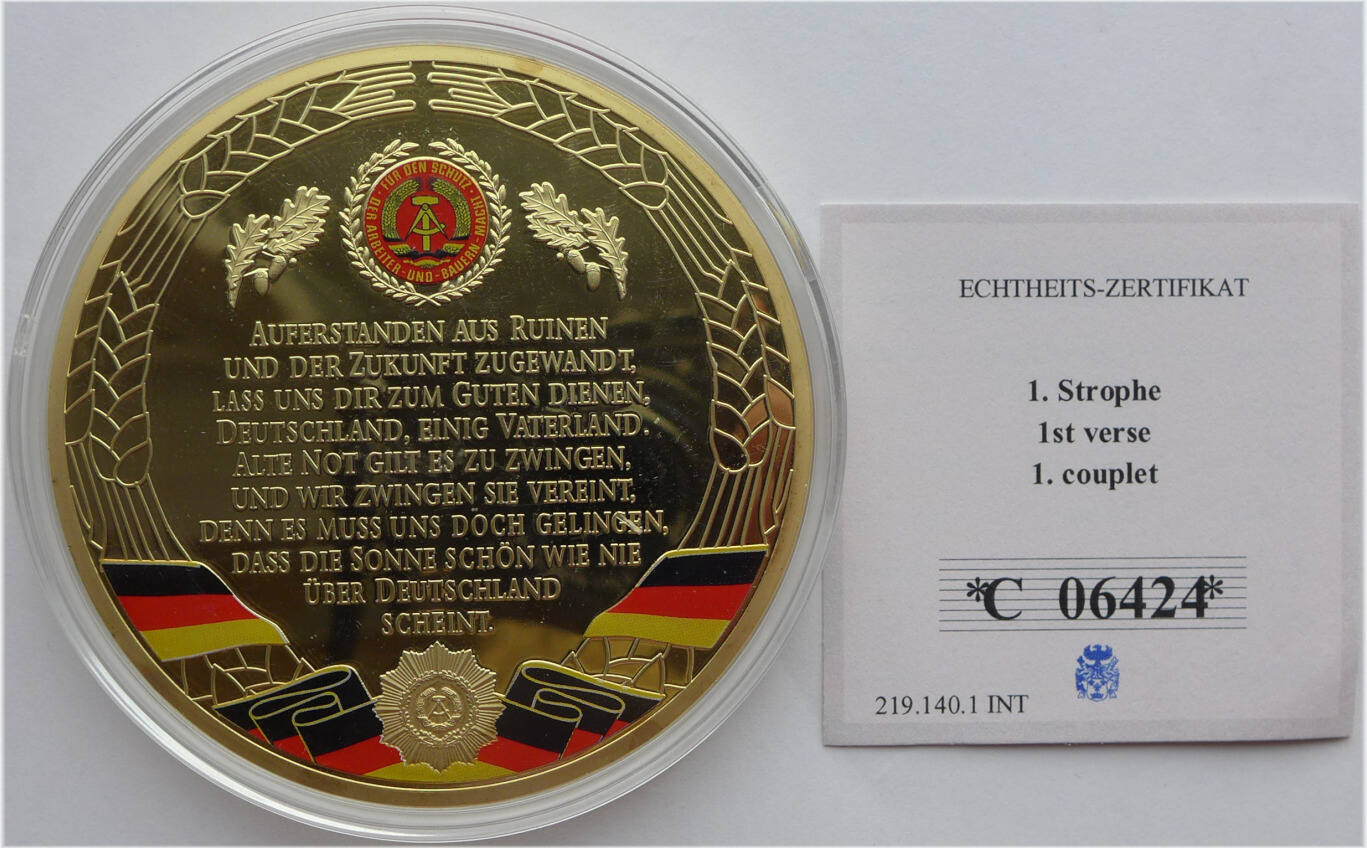 FÜR DEN SCHUTZ · DER ARBEITER-UND-BAUERN-MACHT ·
AUFERSTANDEN AUS RUINEN
UND DER ZUKUNFT ZUGEWANDT,
LASS UNS DIR ZUM GUTEN DIENEN,
DEUTSCHLAND, EINIG VATERLAND.
ALTE NOT GILT ES ZU ZWINGEN,
UND WIR ZWINGEN SIE VEREINT,
DENN ES MUSS UNS DOCH GELINGEN,
DASS DIE SONNE SCHÖN WIE NIE
ÜBER DEUTSCHLAND
SCHEINT.
ECHTHEITS-ZERTIFIKAT
1. Strophe
1st verse
1. couplet
*C 06424*
219.140.1 INT